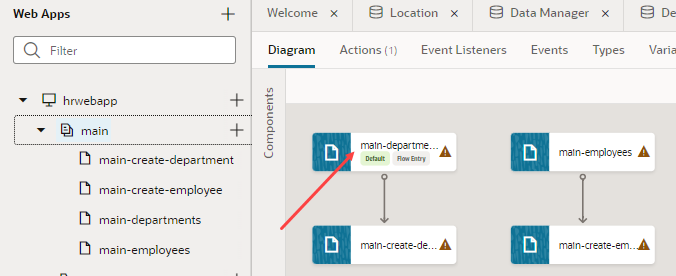 Web Apps
Filter
hrwebapp
main
main-create-department
main-create-employee
main-departments
main-employees
Welcome
Location
Data Manager
De
Diagram
Actions (1)
Event Listeners
Events
Types
Varia
Components
main-departme...
Default
Flow Entry
main-employees
main-create-de...
main-create-em...